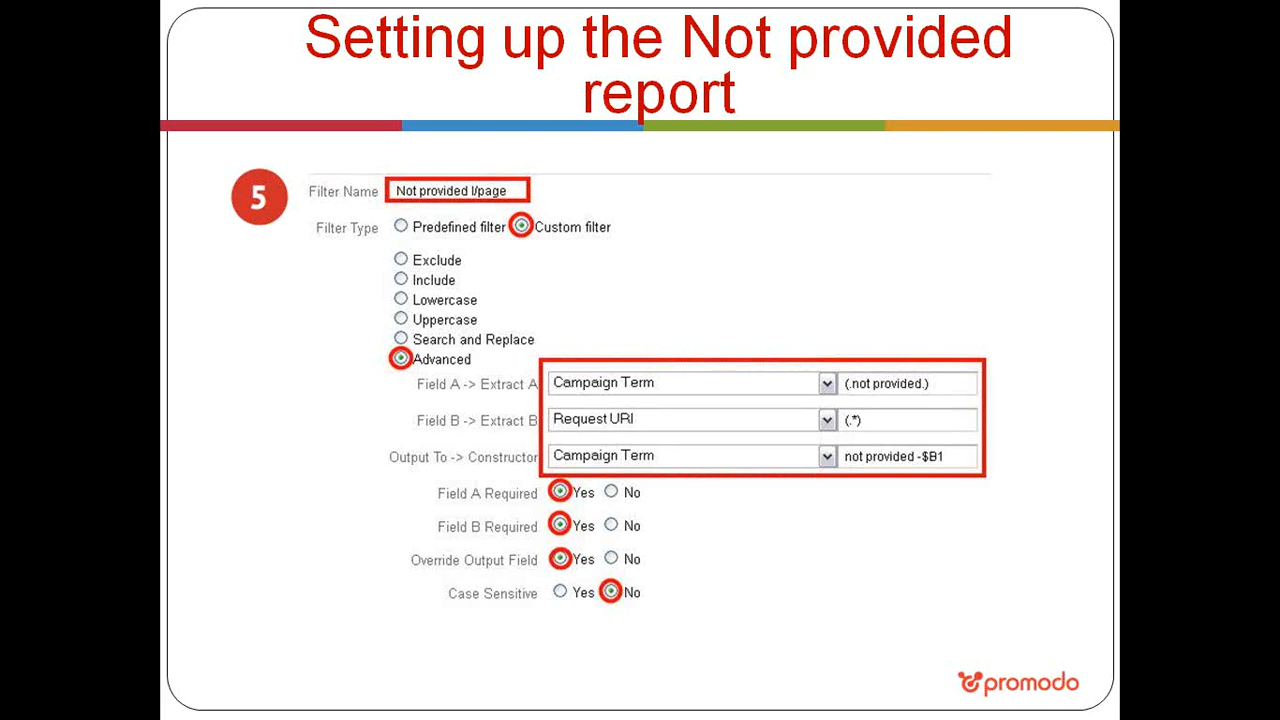 Setting up the Not provided
report
5
Filter Name Not provided l/page
Filter Type Predefined filter Custom filter
Exclude
Include
Lowercase
Uppercase
Search and Replace
Advanced
Field A -> Extract A Campaign Term (.not provided.)
Field B -> Extract B Request URI (.*)
Output To -> Constructor Campaign Term not provided -$B1
Field A Required Yes No
Field B Required Yes No
Override Output Field Yes No
Case Sensitive Yes No
promodo